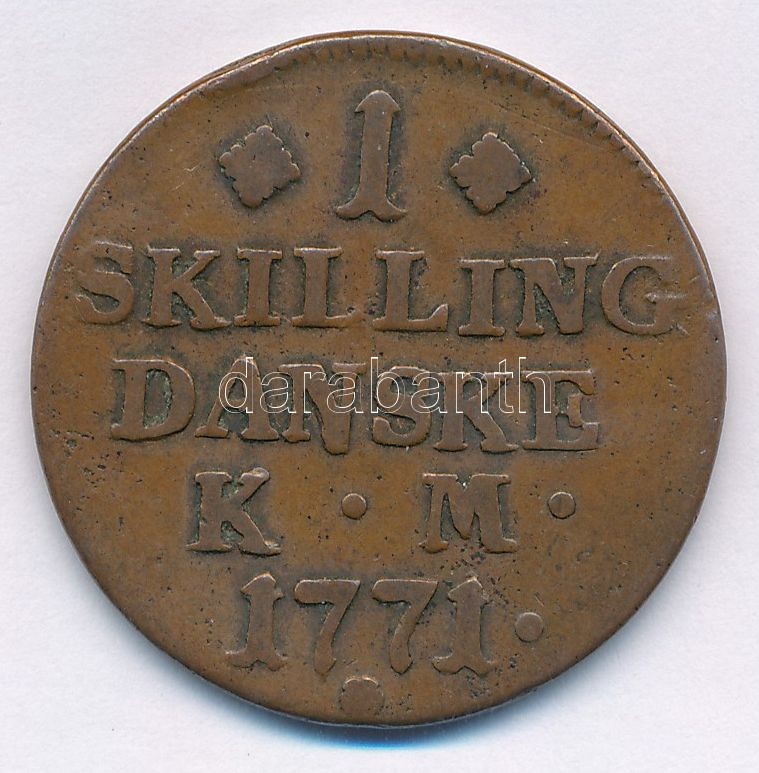 1
SKILLING
DANSKE
K · M ·
1771 ·
darabanth